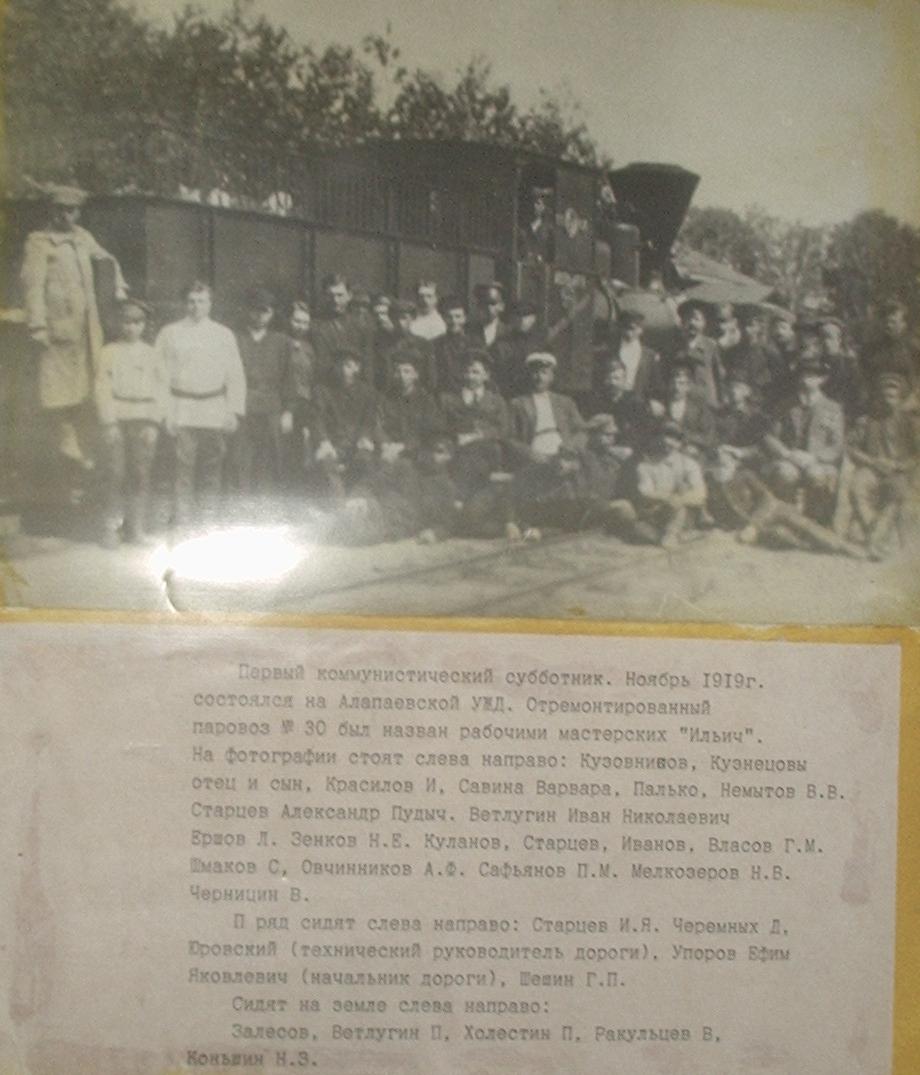 Первый коммунистический субботник. Ноябрь 1919г.
состоялся на Алапаевской УЖД. Отремонтированный
паровоз № 30 был назван рабочими мастерских "Ильич".
На фотографии стоят слева направо: Кузовников, Кузнецовы
отец и сын, Красилов И, Савина Варвара, Палько, Немытов В.В.
Старцев Александр Пудыч. Ветлугин Иван Николаевич
Ершов Л. Зенков Н.Е. Куланов, Старцев, Иванов, Власов Г.М.
Шмаков С, Овчинников А.Ф. Сафьянов П.М. Мелкозеров Н.В.
Черницин В.
П ряд сидят слева направо: Старцев И.Я. Черемных Д,
Юровский (технический руководитель дороги), Упоров Ефим
Яковлевич (начальник дороги), Шешин Г.П.
Сидят на земле слева направо:
Залесов, Ветлугин П, Холестин П, Ракульцев В,
Коньшин Н.З.